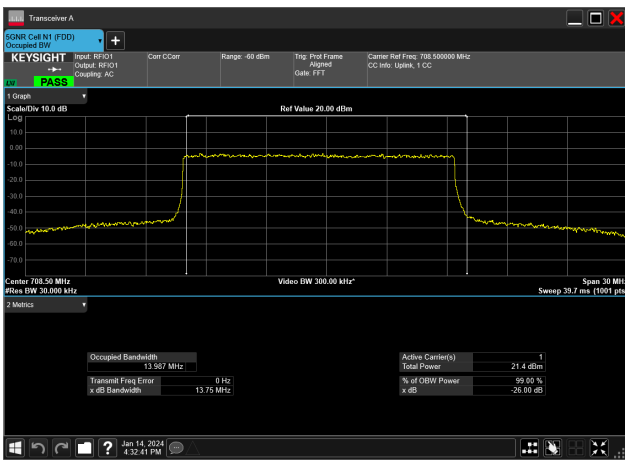 Transceiver A
5GNR Cell N1 (FDD)
Occupied BW
KEYSIGHT
LV PASS
Input: RFIO1
Output: RFIO1
Coupling: AC
Corr CCorr
Range: -60 dBm
Trig: Prot Frame
Aligned
Gate: FFT
Carrier Ref Freq: 708.500000 MHz
CC Info: Uplink, 1 CC
1 Graph
Scale/Div 10.0 dB
Ref Value 20.00 dBm
Log
10.0
0.00
-10.0
-20.0
-30.0
-40.0
-50.0
-60.0
-70.0
Center 708.50 MHz
Video BW 300.00 kHz*
Span 30 MHz
#Res BW 30.000 kHz
Sweep 39.7 ms (1001 pts
2 Metrics
Occupied Bandwidth
13.987 MHz
Transmit Freq Error 0 Hz
x dB Bandwidth 13.75 MHz
Active Carrier(s) 1
Total Power 21.4 dBm
% of OBW Power 99.00 %
x dB -26.00 dB
?
Jan 14, 2024
4:32:41 PM